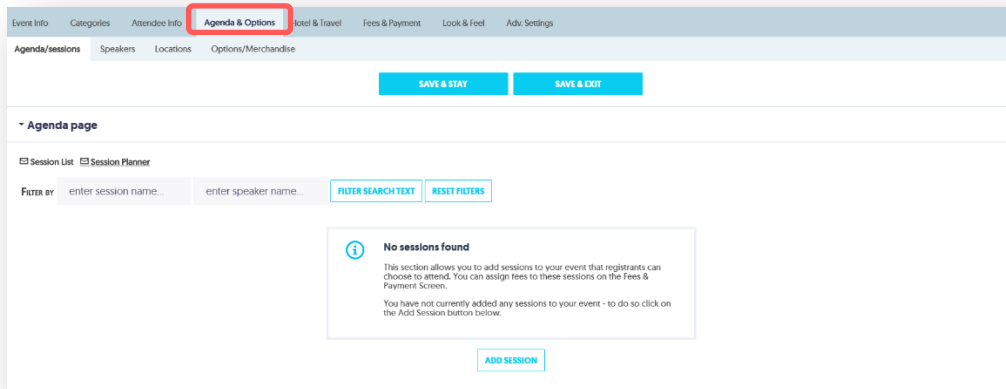 Event Info Categories Attendee Info Agenda & Options Hotel & Travel Fees & Payment Look & Feel Adv. Settings
Agenda/sessions Speakers Locations Options/Merchandise
SAVE & STAY SAVE & EXIT
Agenda page
Session List Session Planner
FILTER BY enter session name... enter speaker name... FILTER SEARCH TEXT RESET FILTERS
No sessions found
This section allows you to add sessions to your event that registrants can
choose to attend. You can assign fees to these sessions on the Fees &
Payment Screen.
You have not currently added any sessions to your event - to do so click on
the Add Session button below.
ADD SESSION